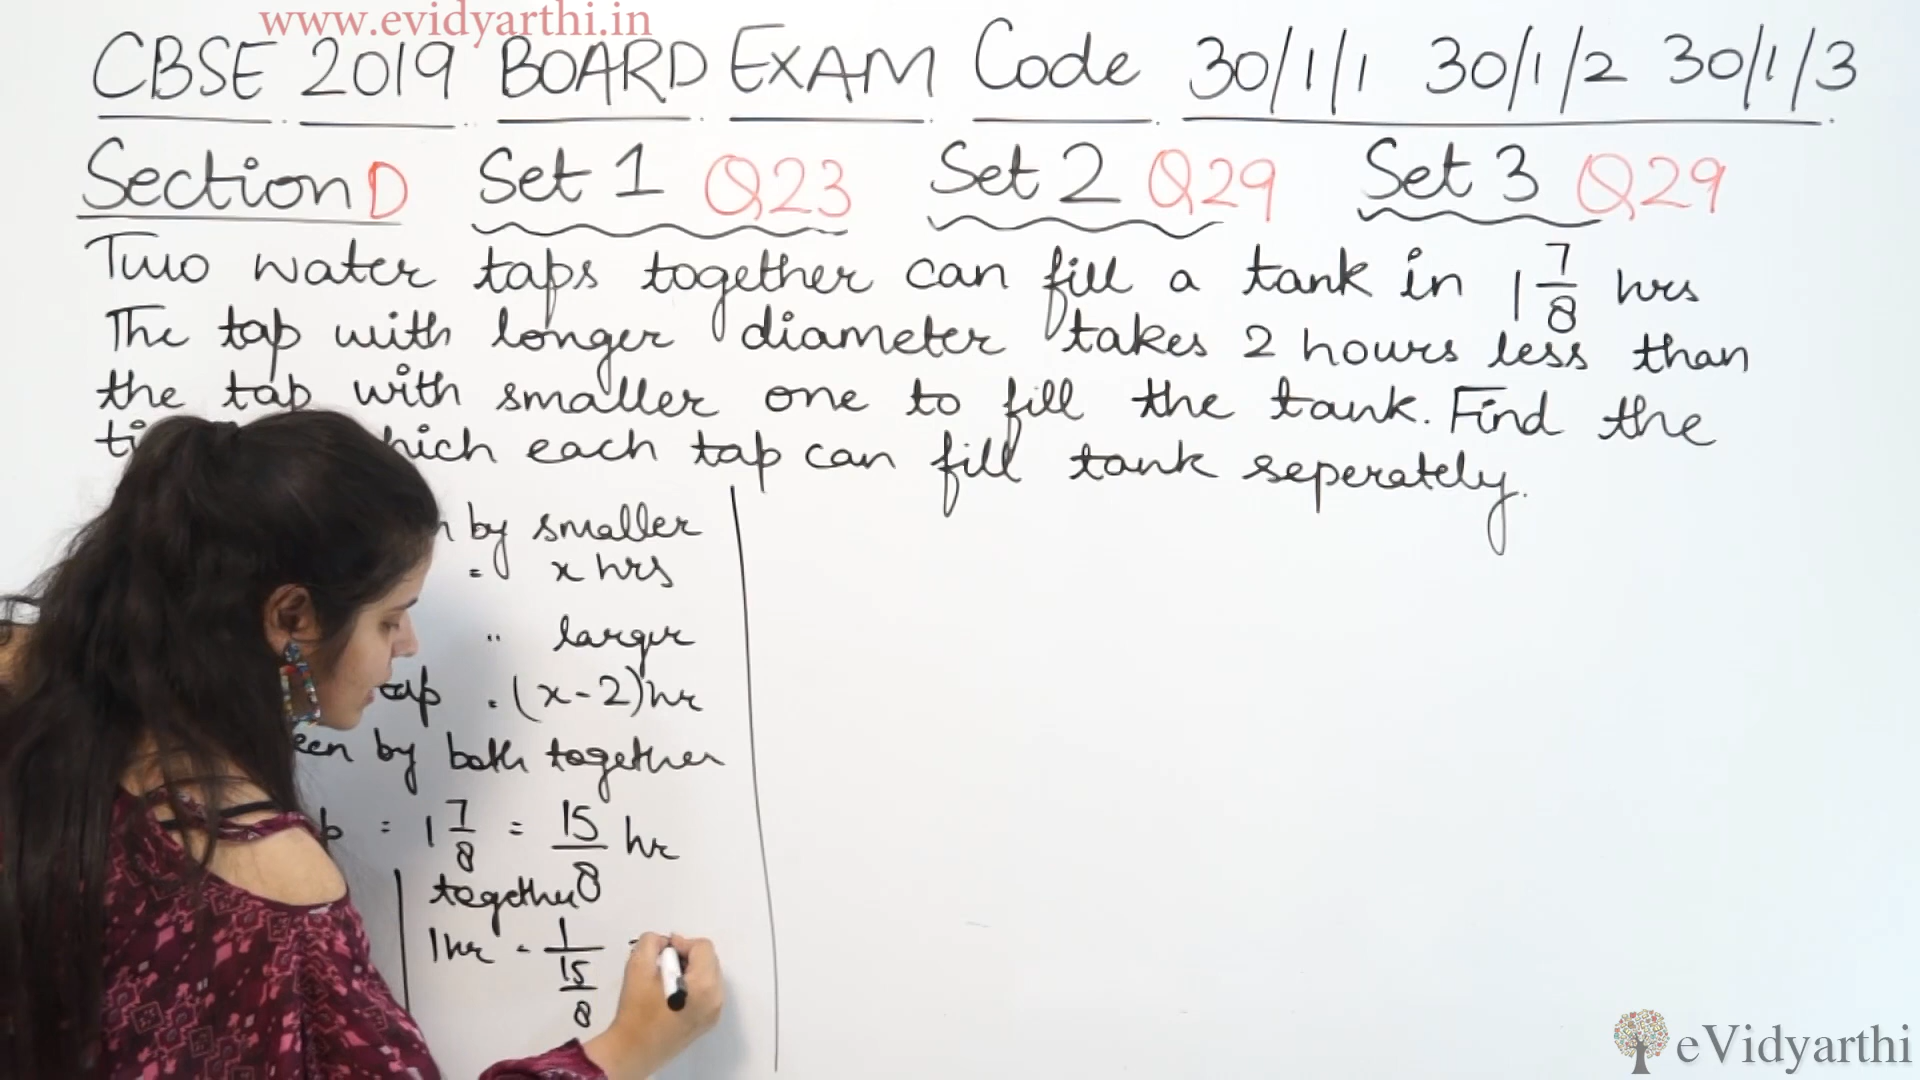 www.evidyarthi.in
CBSE 2019 BOARD EXAM Code 30/1/1 30/1/2 30/1/3
Section D Set 1 Q23 Set 2 Q29 Set 3 Q29
Two water taps together can fill a tank in 1 7/8 hrs
The tap with longer diameter takes 2 hours less than
the tap with smaller one to fill the tank. Find the
which each tap can fill tank seperately.
by smaller
= x hrs
" larger
tap = (x-2) hr
by both together
= 1 7/8 = 15/8 hr
together
1hr = 1/(15/8) =
eVidyarthi